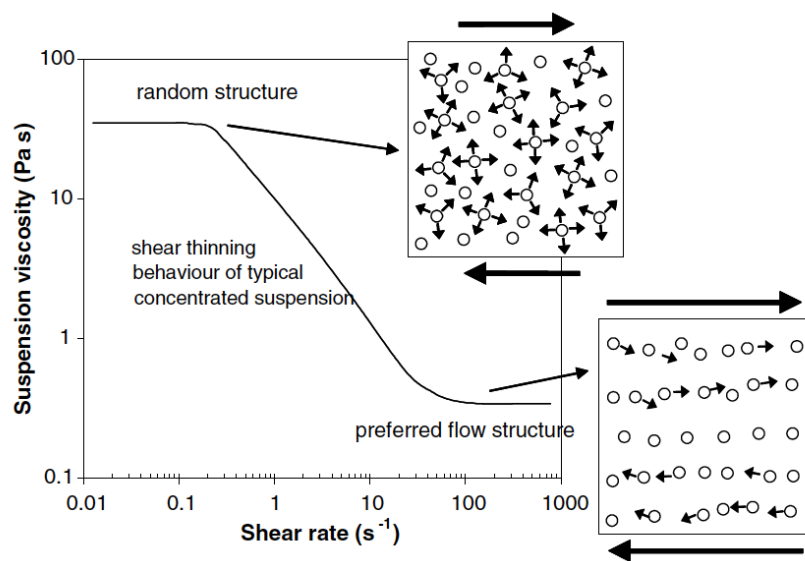 100
random structure
10
shear thinning
behaviour of typical
concentrated suspension
1
preferred flow structure
0.1
0.01
0.1
1
10
100
1000
Shear rate (s⁻¹)
Suspension viscosity (Pa s)